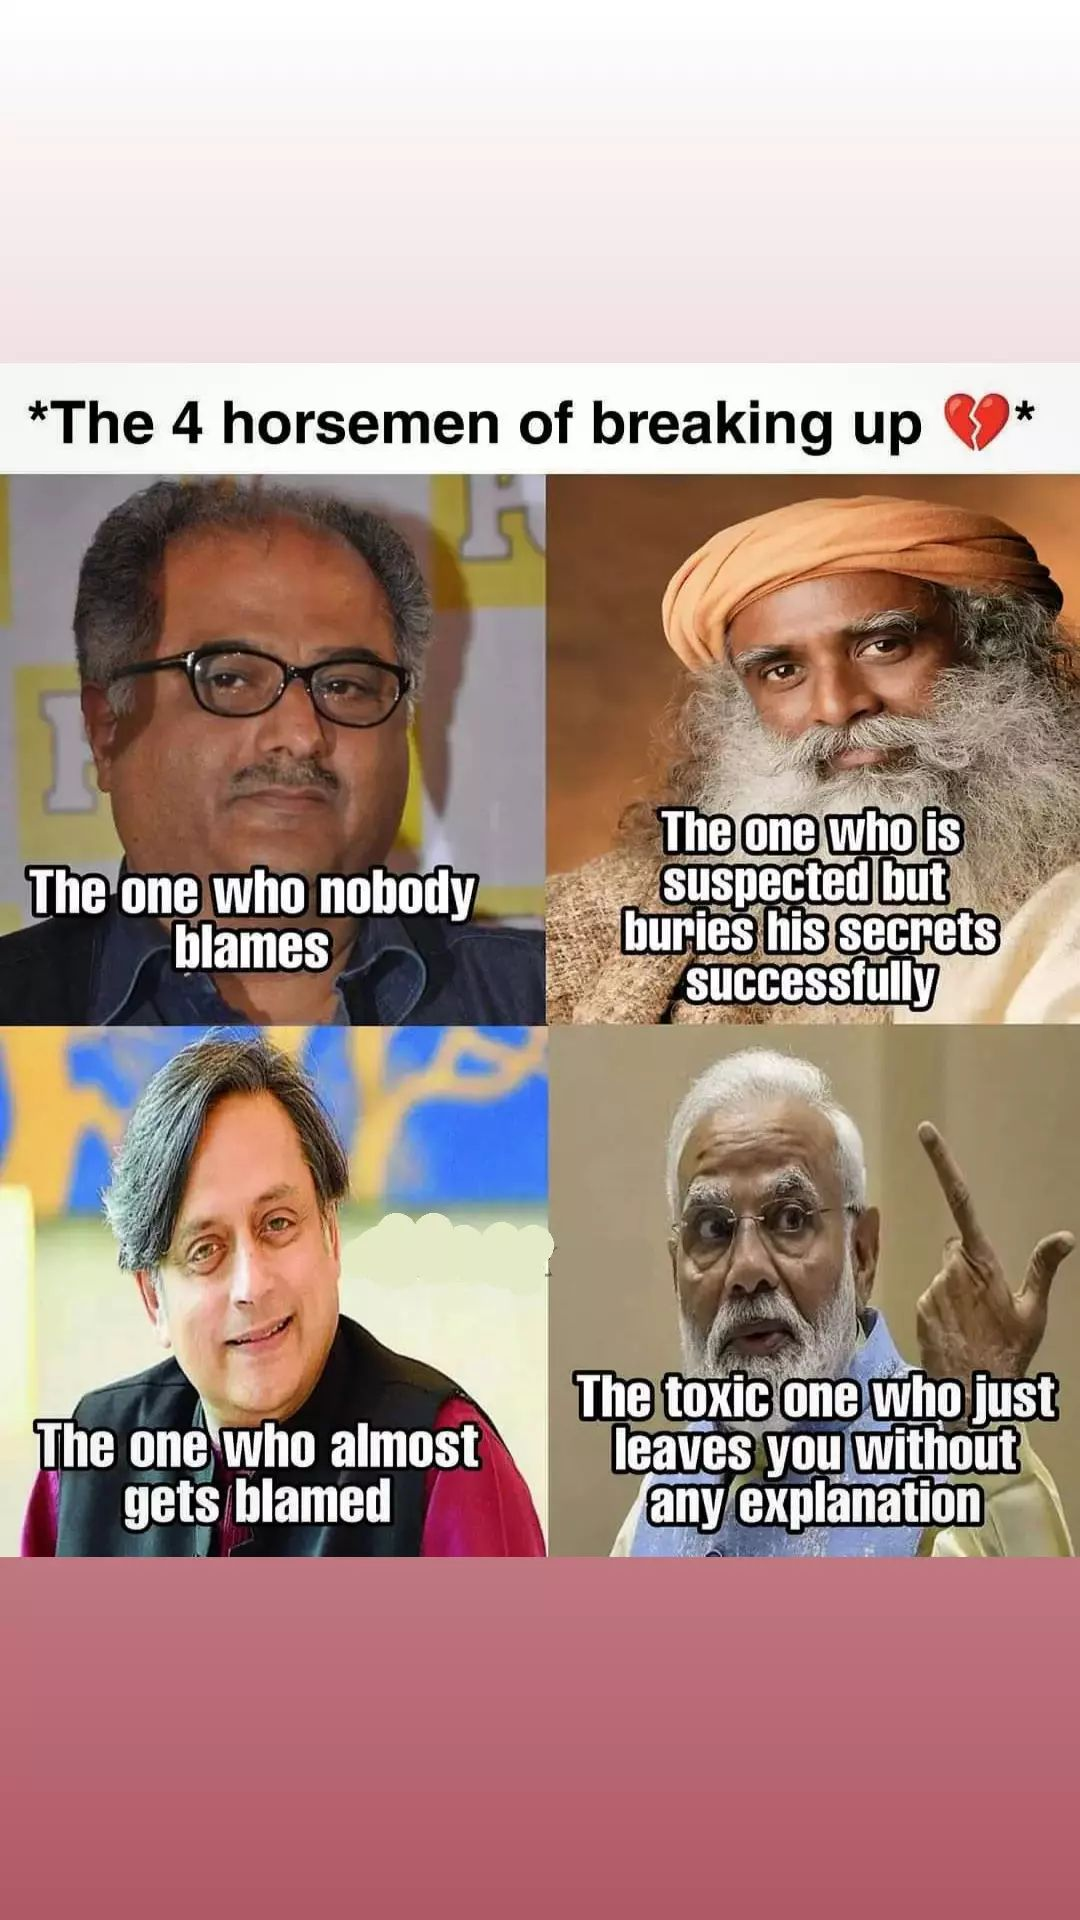 *The 4 horsemen of breaking up 💔*
The one who nobody
blames
The one who is
suspected but
buries his secrets
successfully
The one who almost
gets blamed
The toxic one who just
leaves you without
any explanation